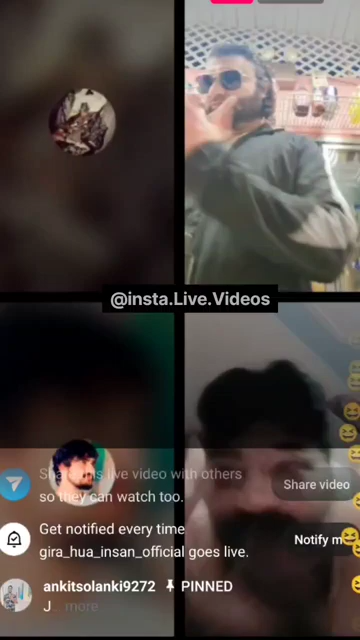 @insta.Live.Videos
Share this live video with others
so they can watch too.
Share video
Get notified every time
gira_hua_insan_official goes live.
Notify m
ankitsolanki9272 PINNED
J... more